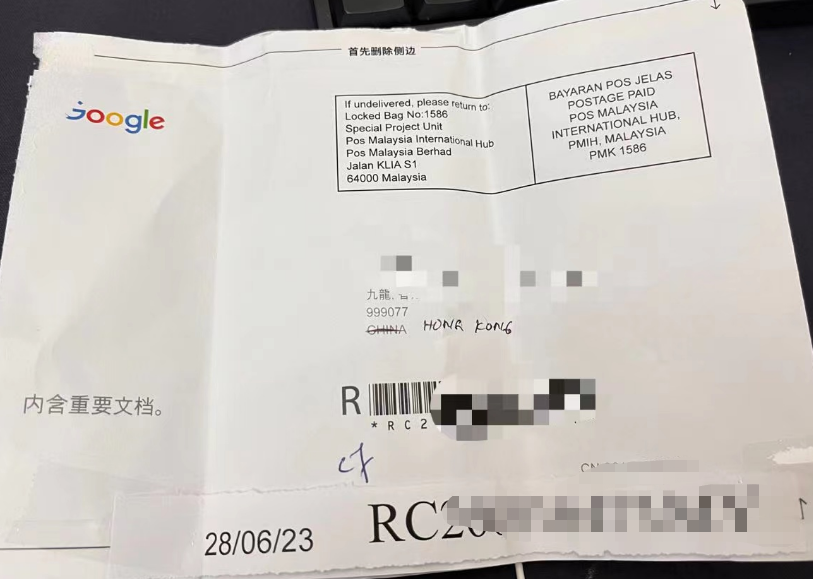 首先删除侧边
Google
If undelivered, please return to:
Locked Bag No:1586
Special Project Unit
Pos Malaysia International Hub
Pos Malaysia Berhad
Jalan KLIA S1
64000 Malaysia
BAYARAN POS JELAS
POSTAGE PAID
POS MALAYSIA
INTERNATIONAL HUB,
PMIH, MALAYSIA
PMK 1586
九龍,
999077
CHINA HONG KONG
内含重要文档。
R
* R C 2
28/06/23 RC20